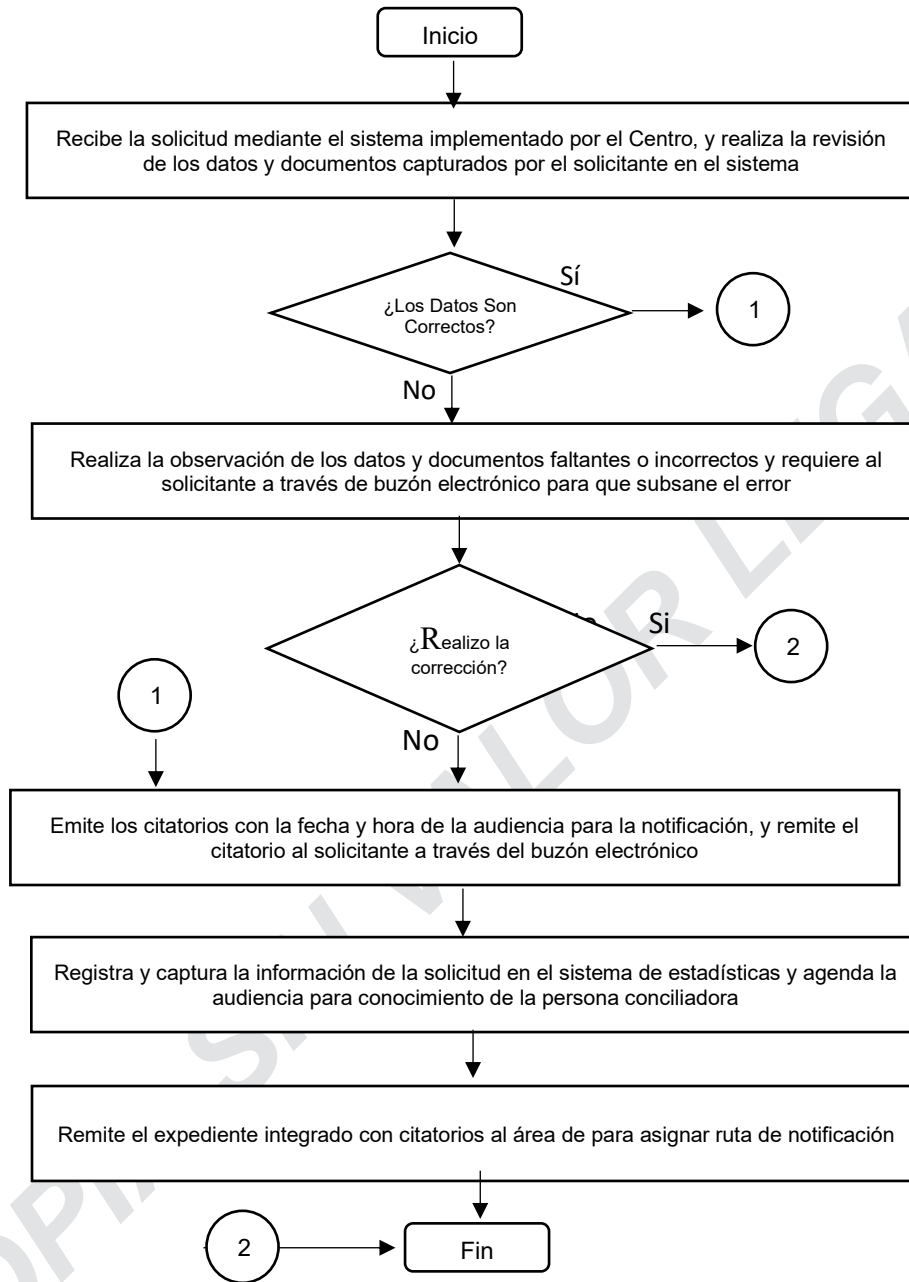 Inicio
Recibe la solicitud mediante el sistema implementado por el Centro, y realiza la revisión
de los datos y documentos capturados por el solicitante en el sistema
Sí
¿Los Datos Son
Correctos?
1
No
Realiza la observación de los datos y documentos faltantes o incorrectos y requiere al
solicitante a través de buzón electrónico para que subsane el error
Si
¿Realizo la
corrección?
2
1
No
Emite los citatorios con la fecha y hora de la audiencia para la notificación, y remite el
citatorio al solicitante a través del buzón electrónico
Registra y captura la información de la solicitud en el sistema de estadísticas y agenda la
audiencia para conocimiento de la persona conciliadora
Remite el expediente integrado con citatorios al área de para asignar ruta de notificación
2
Fin